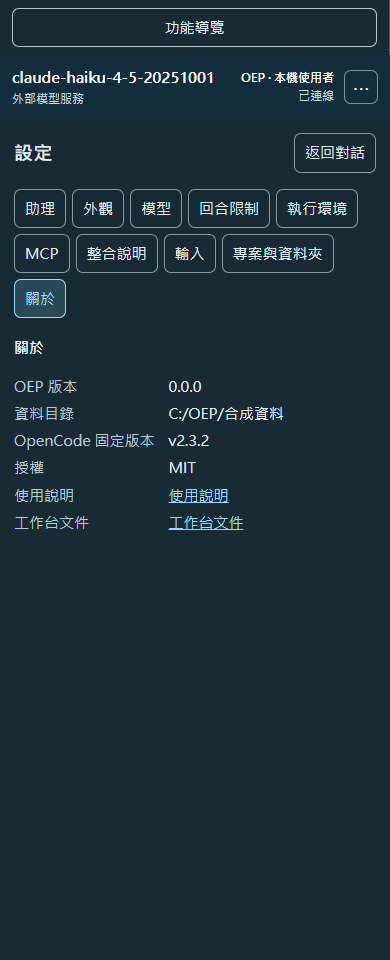 功能導覽
claude-haiku-4-5-20251001
外部模型服務
OEP · 本機使用者
已連線
...
設定
返回對話
助理 外觀 模型 回合限制 執行環境
MCP 整合說明 輸入 專案與資料夾
關於
關於
OEP 版本 0.0.0
資料目錄 C:/OEP/合成資料
OpenCode 固定版本 v2.3.2
授權 MIT
使用說明 使用說明
工作台文件 工作台文件